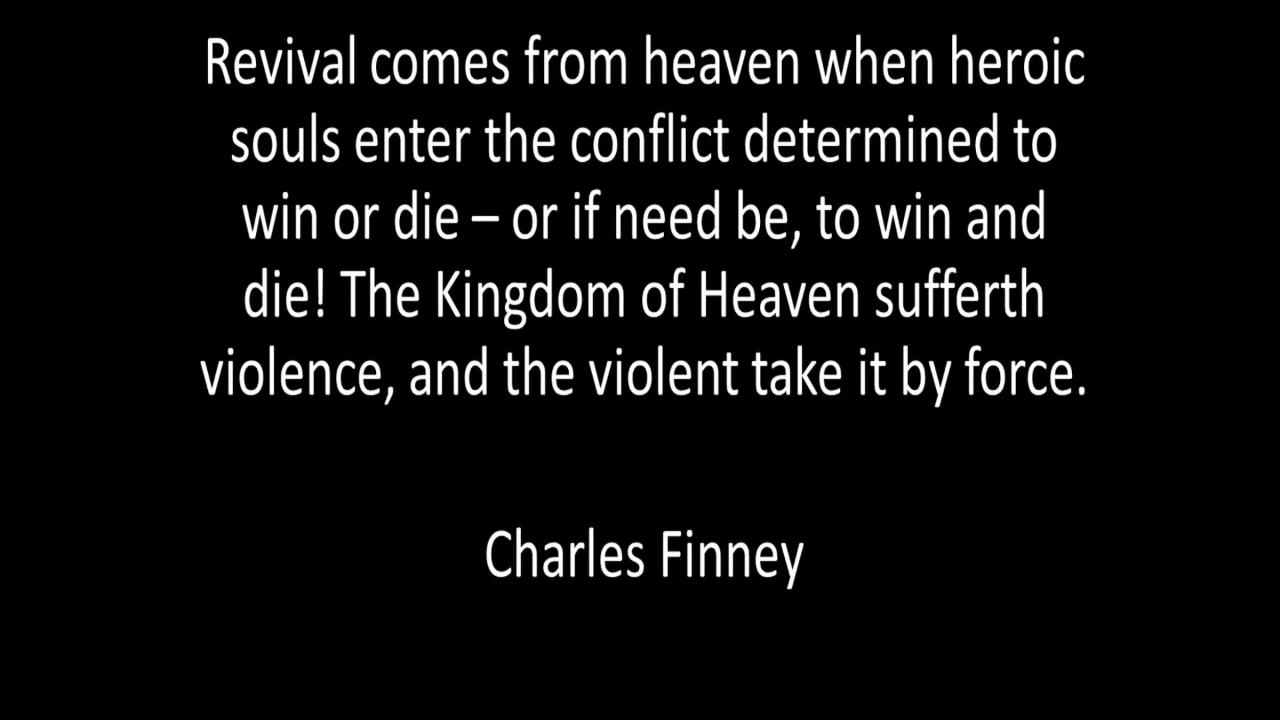 Revival comes from heaven when heroic
souls enter the conflict determined to
win or die – or if need be, to win and
die! The Kingdom of Heaven sufferth
violence, and the violent take it by force.
Charles Finney